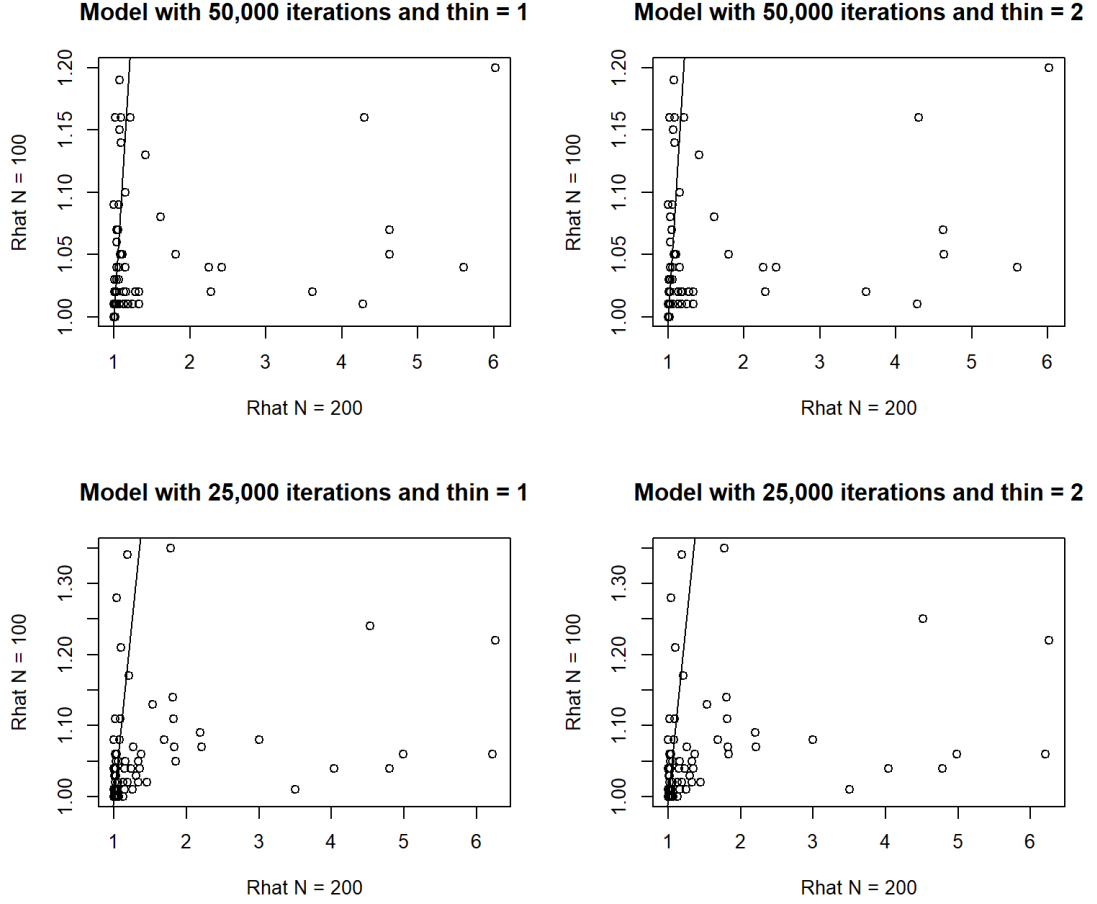 Model with 50,000 iterations and thin = 1
Rhat N = 100
1.00 1.05 1.10 1.15 1.20
1 2 3 4 5 6
Rhat N = 200
Model with 50,000 iterations and thin = 2
Rhat N = 100
1.00 1.05 1.10 1.15 1.20
1 2 3 4 5 6
Rhat N = 200
Model with 25,000 iterations and thin = 1
Rhat N = 100
1.00 1.10 1.20 1.30
1 2 3 4 5 6
Rhat N = 200
Model with 25,000 iterations and thin = 2
Rhat N = 100
1.00 1.10 1.20 1.30
1 2 3 4 5 6
Rhat N = 200